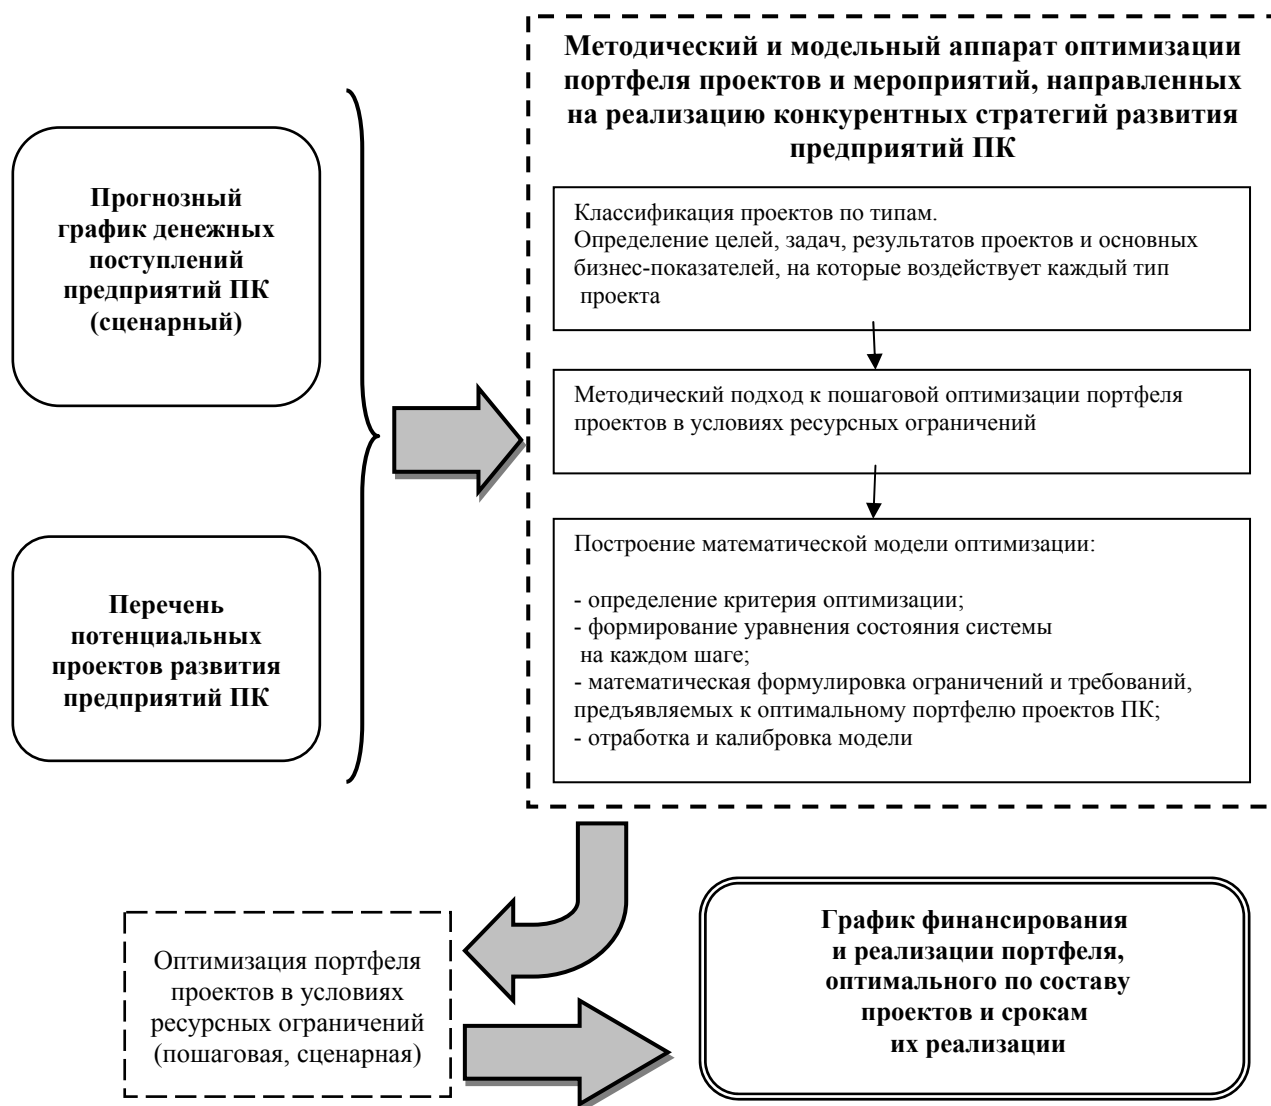 Методический и модельный аппарат оптимизации
портфеля проектов и мероприятий, направленных
на реализацию конкурентных стратегий развития
предприятий ПК
Прогнозный
график денежных
поступлений
предприятий ПК
(сценарный)
Перечень
потенциальных
проектов развития
предприятий ПК
Классификация проектов по типам.
Определение целей, задач, результатов проектов и основных
бизнес-показателей, на которые воздействует каждый тип
проекта
Методический подход к пошаговой оптимизации портфеля
проектов в условиях ресурсных ограничений
Построение математической модели оптимизации:
- определение критерия оптимизации;
- формирование уравнения состояния системы
на каждом шаге;
- математическая формулировка ограничений и требований,
предъявляемых к оптимальному портфелю проектов ПК;
- отработка и калибровка модели
Оптимизация портфеля
проектов в условиях
ресурсных ограничений
(пошаговая, сценарная)
График финансирования
и реализации портфеля,
оптимального по составу
проектов и срокам
их реализации